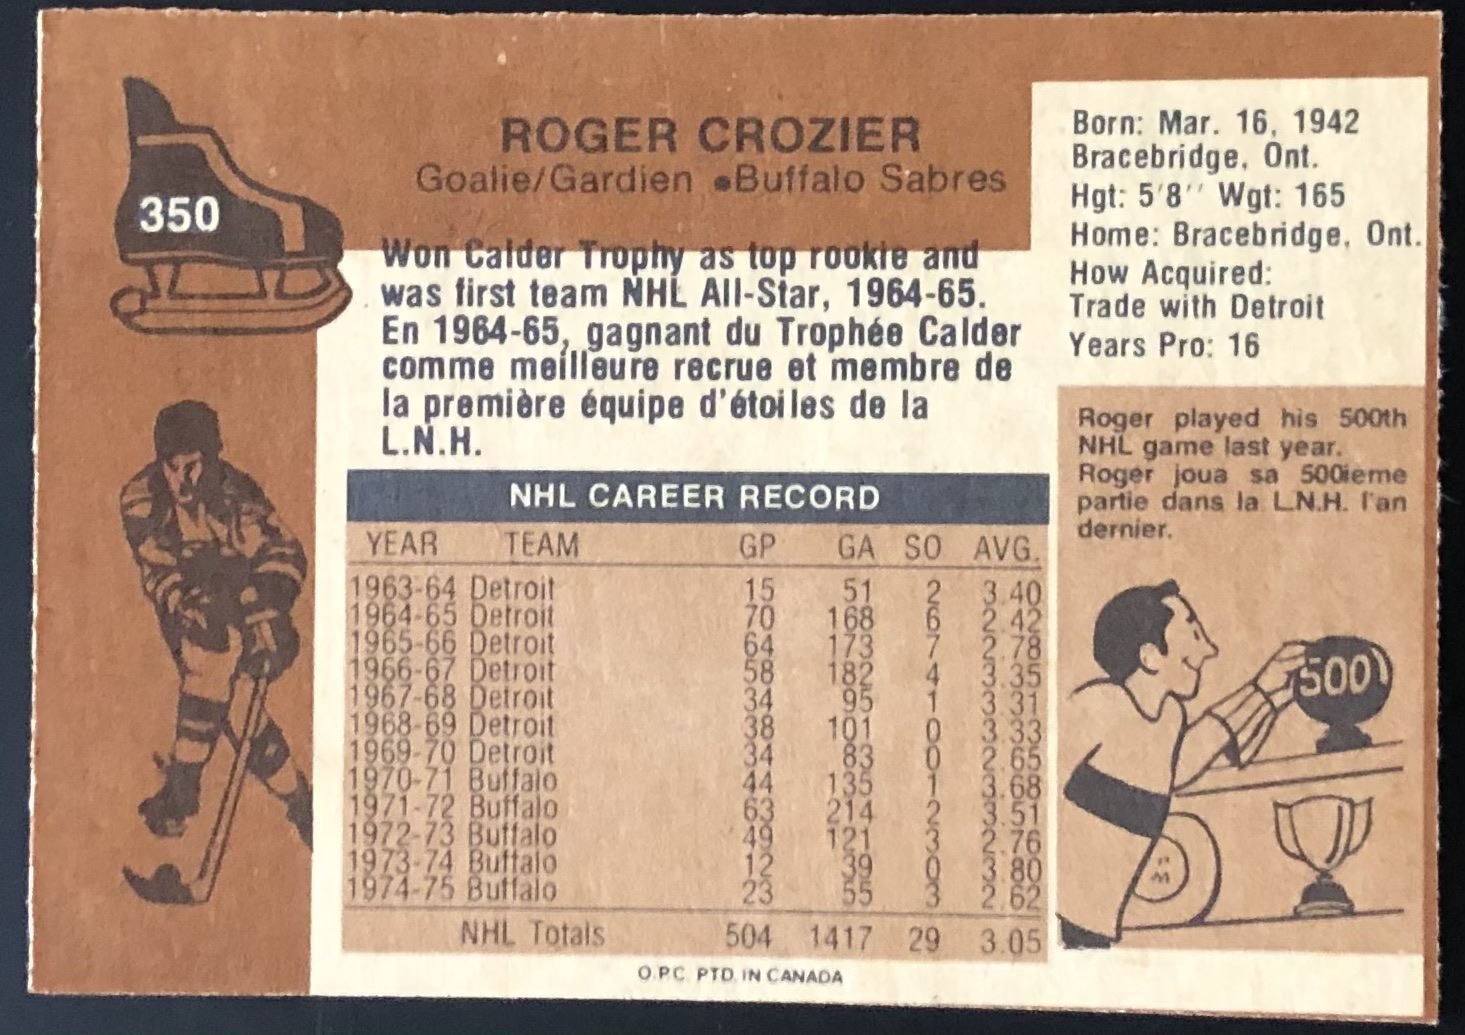 ROGER CROZIER
Goalie/Gardien •Buffalo Sabres
350
Won Calder Trophy as top rookie and
was first team NHL All-Star, 1964-65.
En 1964-65, gagnant du Trophée Calder
comme meilleure recrue et membre de
la première équipe d'étoiles de la
L.N.H.
Born: Mar. 16, 1942
Bracebridge, Ont.
Hgt: 5'8'' Wgt: 165
Home: Bracebridge, Ont.
How Acquired:
Trade with Detroit
Years Pro: 16
Roger played his 500th
NHL game last year.
Roger joua sa 500ieme
partie dans la L.N.H. l'an
dernier.
500
NHL CAREER RECORD
YEAR TEAM GP GA SO AVG.
1963-64 Detroit 15 51 2 3.40
1964-65 Detroit 70 168 6 2.42
1965-66 Detroit 64 173 7 2.78
1966-67 Detroit 58 182 4 3.35
1967-68 Detroit 34 95 1 3.31
1968-69 Detroit 38 101 0 3.33
1969-70 Detroit 34 83 0 2.65
1970-71 Buffalo 44 135 1 3.68
1971-72 Buffalo 63 214 2 3.51
1972-73 Buffalo 49 121 3 2.76
1973-74 Buffalo 12 39 0 3.80
1974-75 Buffalo 23 55 3 2.62
NHL Totals 504 1417 29 3.05
O.P.C. PTD. IN CANADA